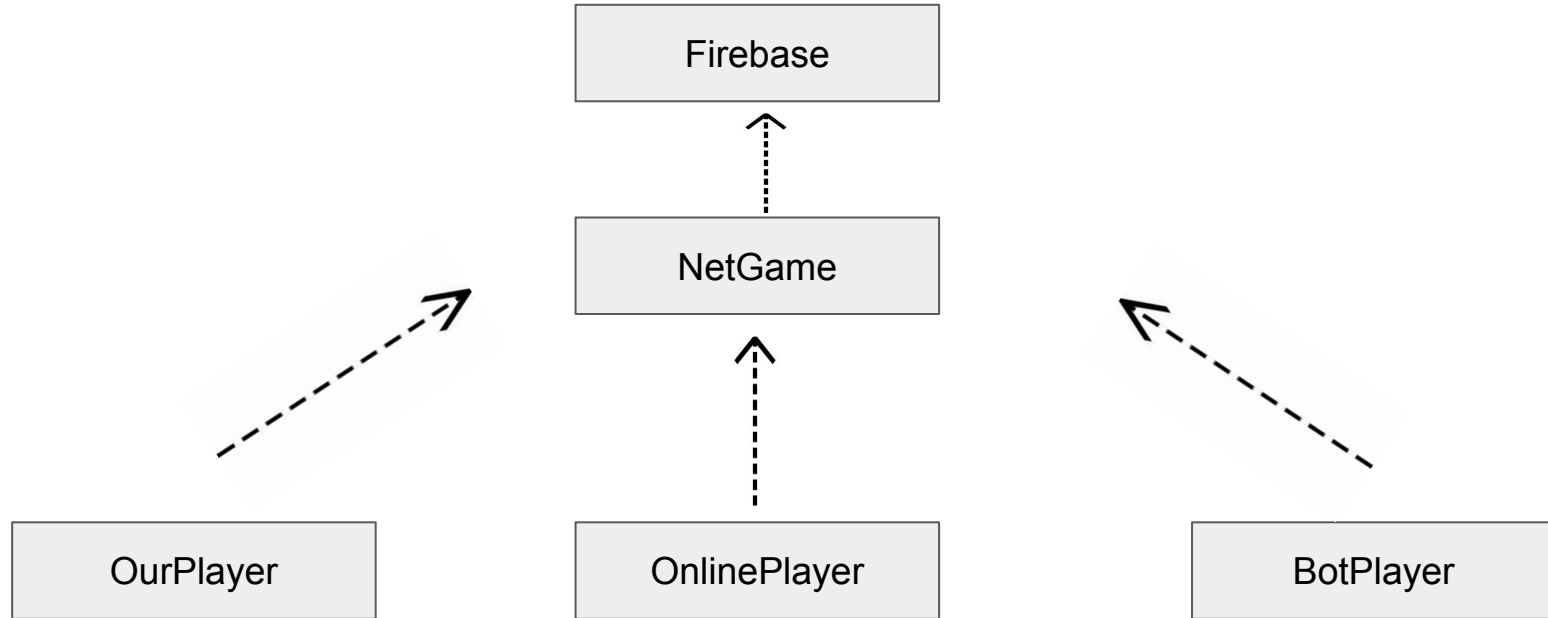 Firebase
NetGame
OurPlayer
OnlinePlayer
BotPlayer